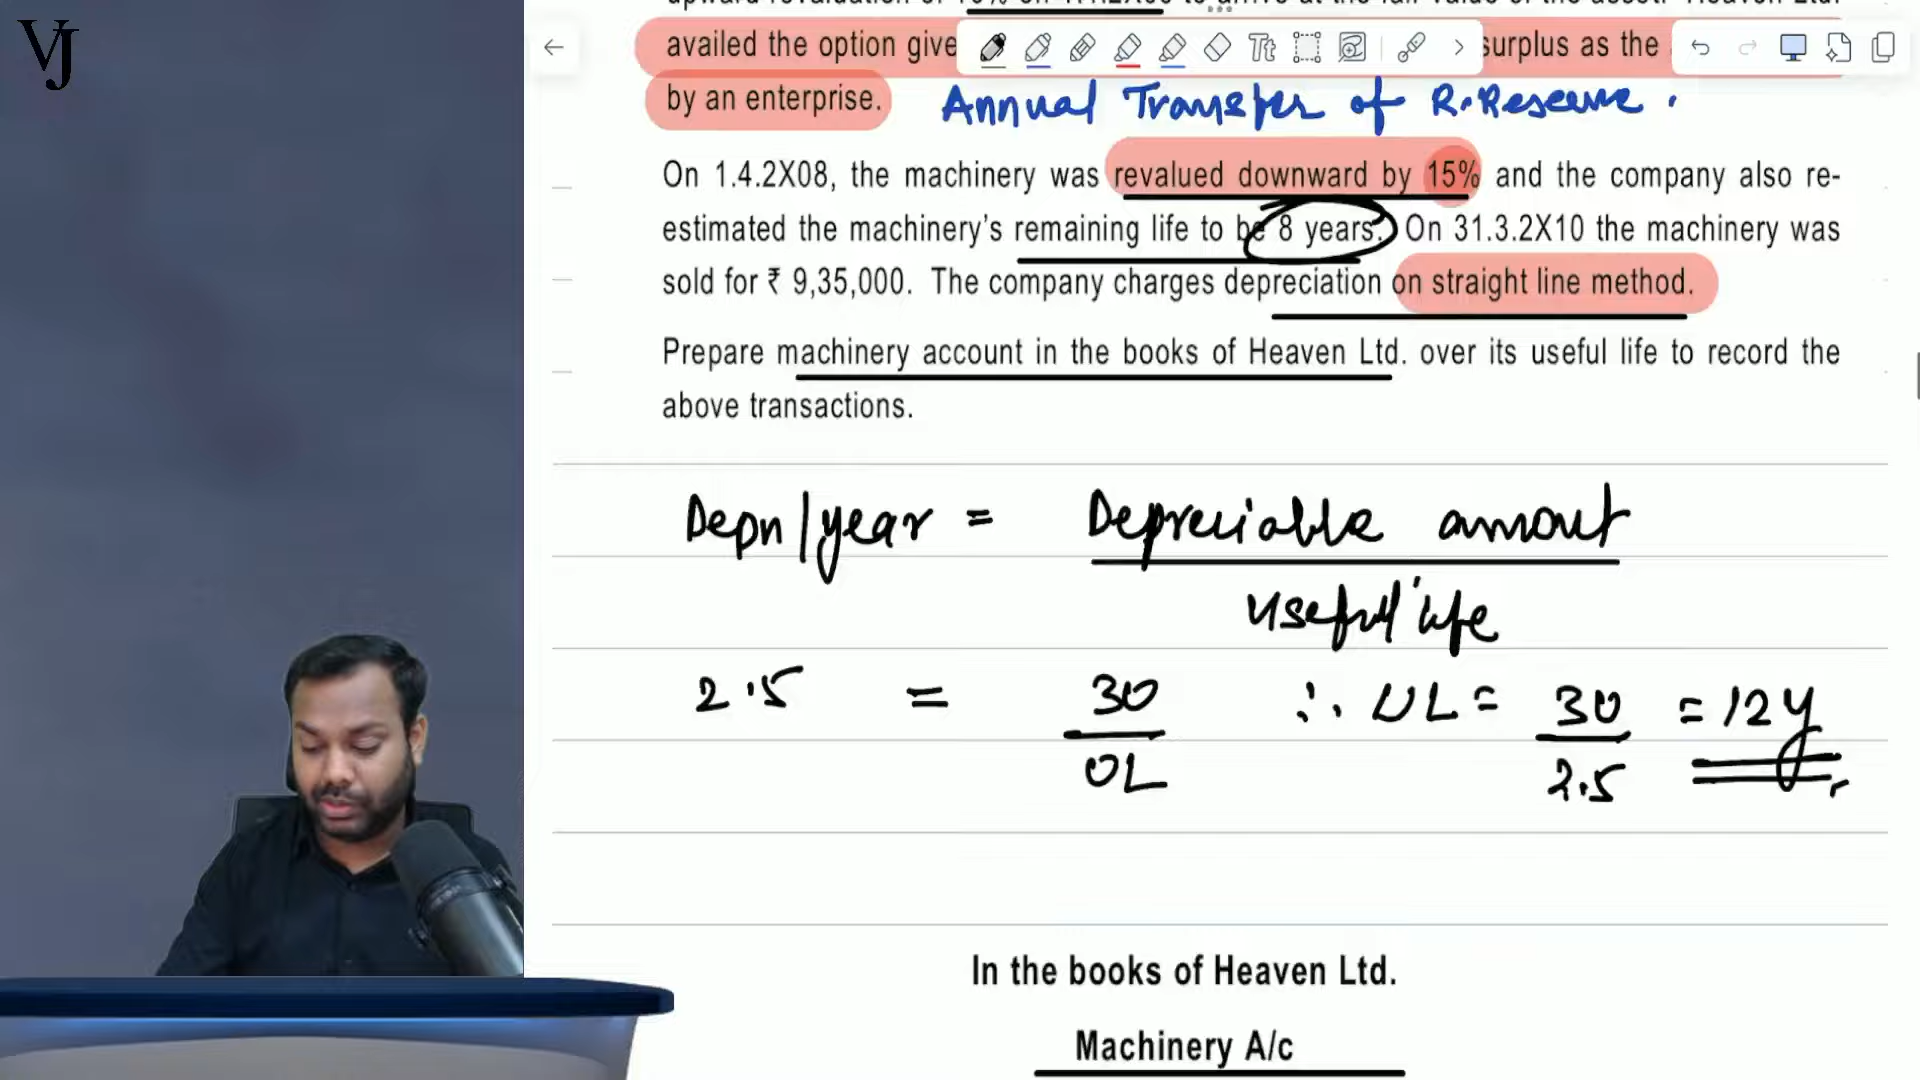 VJ
availed the option give surplus as the
by an enterprise. Annual Transfer of R.Reserve.
On 1.4.2X08, the machinery was revalued downward by 15% and the company also re-
estimated the machinery's remaining life to be 8 years. On 31.3.2X10 the machinery was
sold for ₹ 9,35,000. The company charges depreciation on straight line method.
Prepare machinery account in the books of Heaven Ltd. over its useful life to record the
above transactions.
Depn/year = Depreciable amout
useful life
2.5 = 30 ∴ UL = 30 = 12y
UL 2.5
In the books of Heaven Ltd.
Machinery A/c